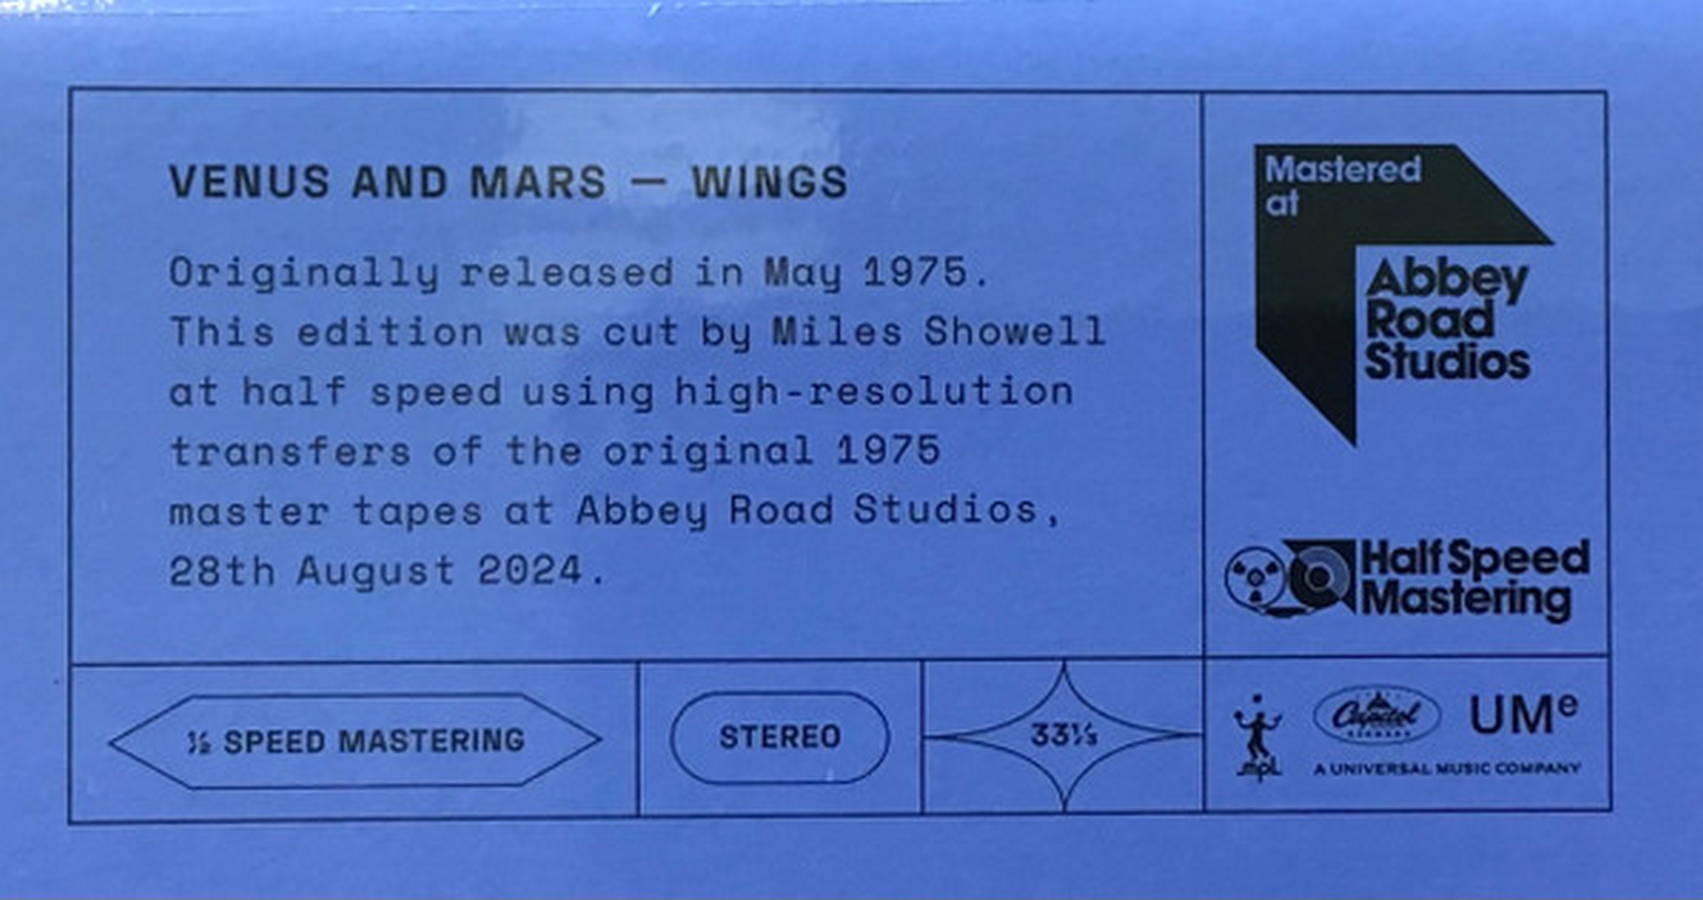 VENUS AND MARS — WINGS
Originally released in May 1975.
This edition was cut by Miles Showell
at half speed using high-resolution
transfers of the original 1975
master tapes at Abbey Road Studios,
28th August 2024.
Mastered
at
Abbey
Road
Studios
Half Speed
Mastering
½ SPEED MASTERING
STEREO
33⅓
mpl
Capitol
RECORDS
UMe
A UNIVERSAL MUSIC COMPANY